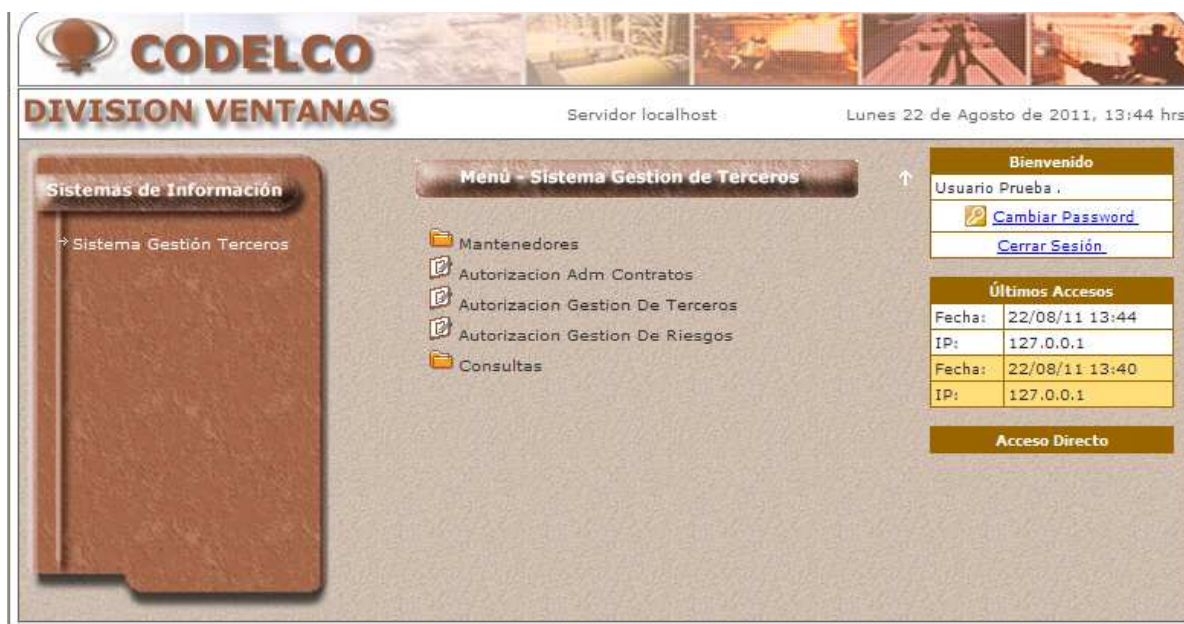 CODELCO
DIVISION VENTANAS
Servidor localhost
Lunes 22 de Agosto de 2011, 13:44 hrs
Sistemas de Información
Sistema Gestión Terceros
Menú - Sistema Gestion de Terceros
Mantenedores
Autorizacion Adm Contratos
Autorizacion Gestion De Terceros
Autorizacion Gestion De Riesgos
Consultas
Bienvenido
Usuario Prueba .
Cambiar Password
Cerrar Sesión
Últimos Accesos
Fecha: 22/08/11 13:44
IP: 127.0.0.1
Fecha: 22/08/11 13:40
IP: 127.0.0.1
Acceso Directo